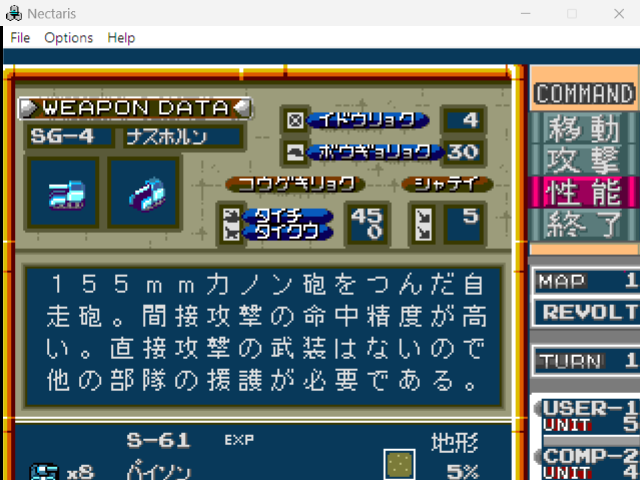 Nectaris
File Options Help
WEAPON DATA
SG-4 ナスホルン
イドウリョク 4
ボウギョリョク 30
コウゲキリョク シャテイ
タイチ 45 5
タイクウ 0
155mmカノン砲をつんだ自
走砲。間接攻撃の命中精度が高
い。直接攻撃の武装はないので
他の部隊の援護が必要である。
S-61 EXP 地形
x8 バイソン 5%
COMMAND
移動
攻撃
性能
終了
MAP 1
REVOLT
TURN 1
USER-1
UNIT 5
COMP-2
UNIT 4